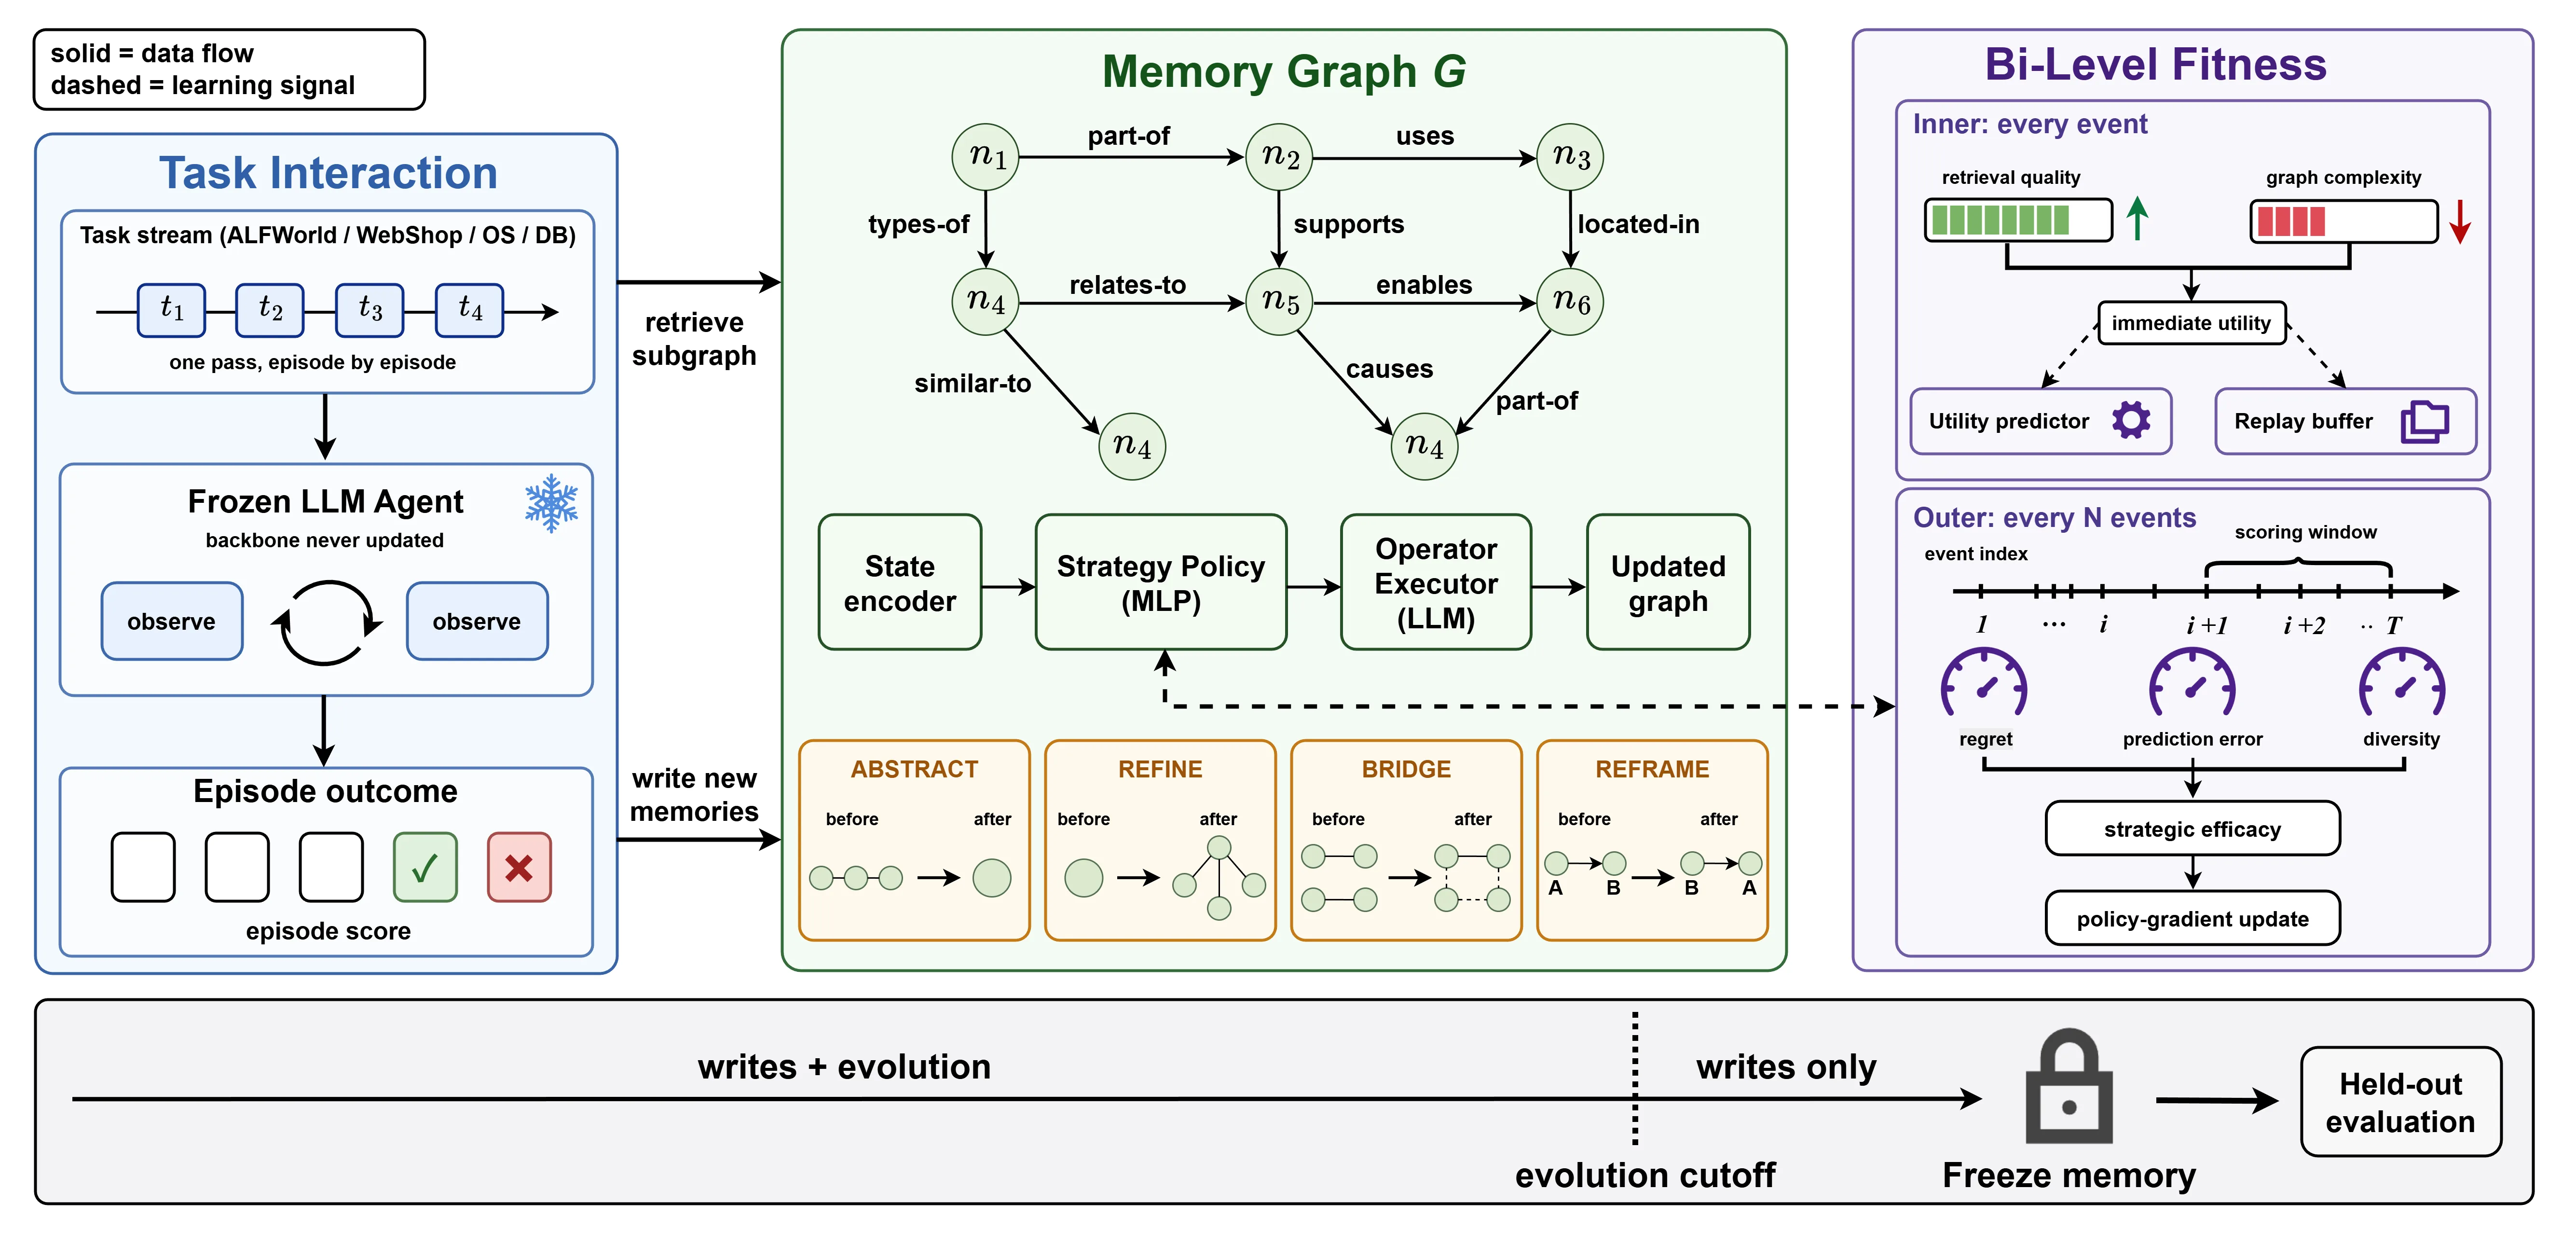 solid = data flow
dashed = learning signal
Task Interaction
Task stream (ALFWorld / WebShop / OS / DB)
t1
t2
t3
t4
one pass, episode by episode
Frozen LLM Agent
backbone never updated
observe
observe
Episode outcome
episode score
retrieve
subgraph
write new
memories
Memory Graph G
n1
part-of
n2
uses
n3
types-of
supports
located-in
n4
relates-to
n5
enables
n6
similar-to
causes
part-of
n4
n4
State
encoder
Strategy Policy
(MLP)
Operator
Executor
(LLM)
Updated
graph
ABSTRACT
before
after
REFINE
before
after
BRIDGE
before
after
REFRAME
before
after
A
B
B
A
Bi-Level Fitness
Inner: every event
retrieval quality
graph complexity
immediate utility
Utility predictor
Replay buffer
Outer: every N events
scoring window
event index
1
...
i
i +1
i +2
..
T
regret
prediction error
diversity
strategic efficacy
policy-gradient update
writes + evolution
writes only
evolution cutoff
Freeze memory
Held-out
evaluation